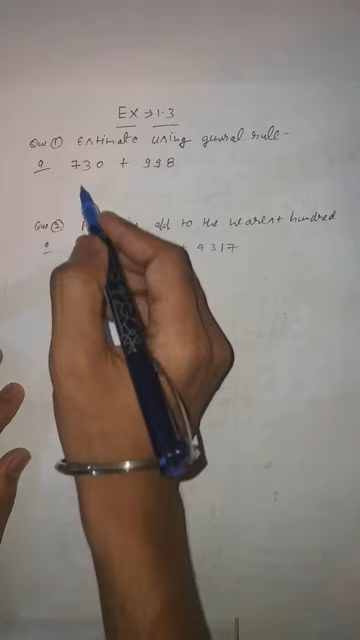 Ex → 1.3
Que ① Estimate using general rule -
a 730 + 998
Que ② off to the nearest hundred
a + 4317